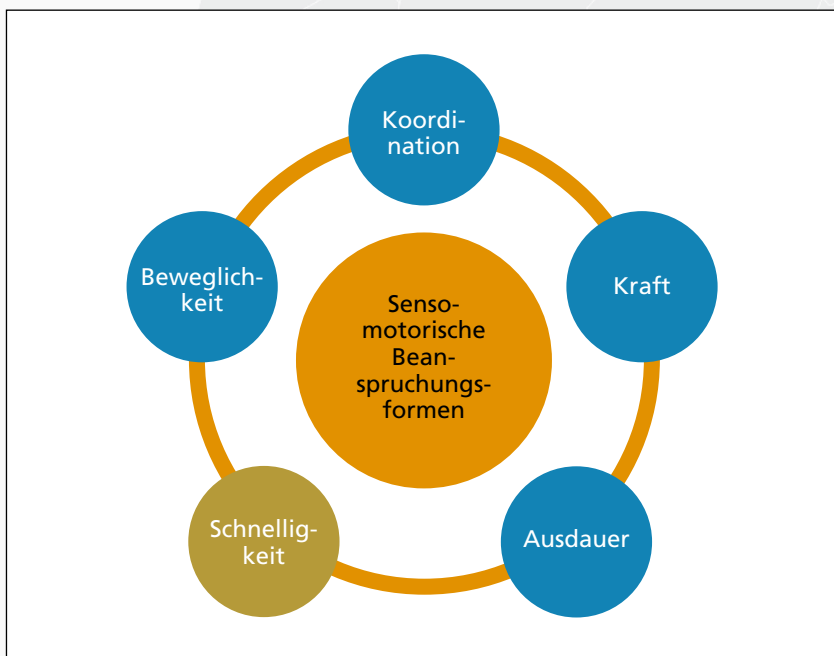 Koordi-
nation
Kraft
Ausdauer
Schnellig-
keit
Beweglich-
keit
Senso-
motorische
Bean-
spruchungs-
formen